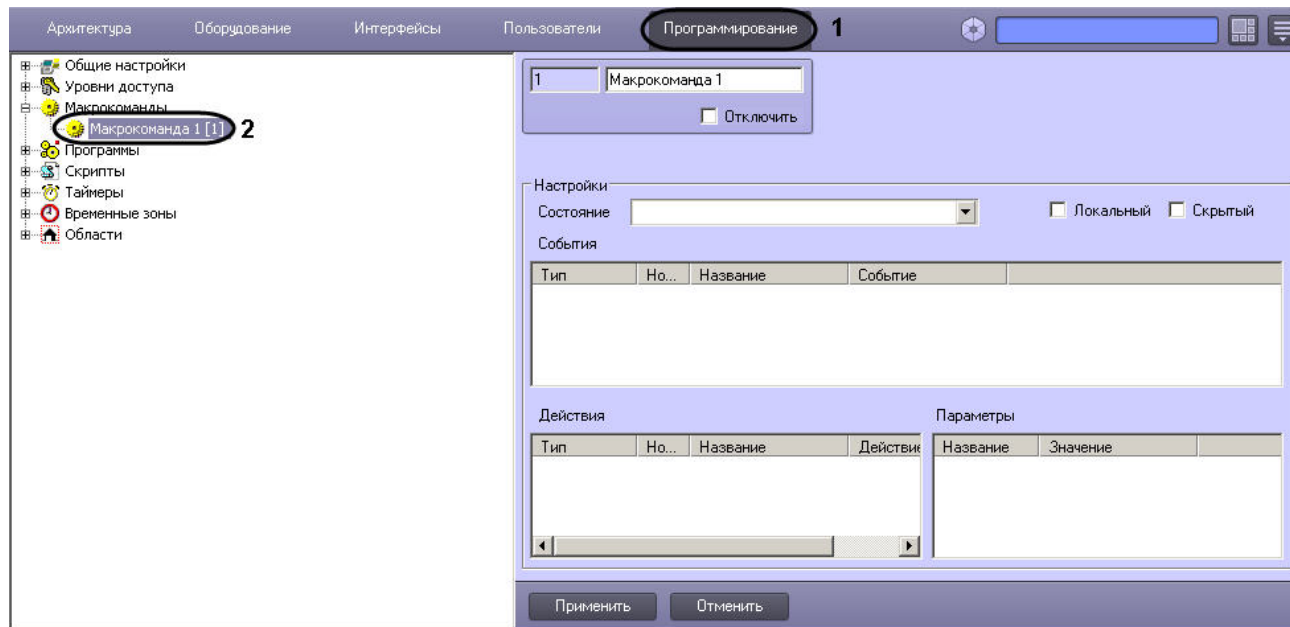 Архитектура Оборудование Интерфейсы Пользователи Программирование 1
Общие настройки
Уровни доступа
Макрокоманды
Макрокоманда 1 [1] 2
Программы
Скрипты
Таймеры
Временные зоны
Области
1 Макрокоманда 1
Отключить
Настройки
Состояние Локальный Скрытый
События
Тип Но... Название Событие
Действия Параметры
Тип Но... Название Действие Название Значение
Применить Отменить